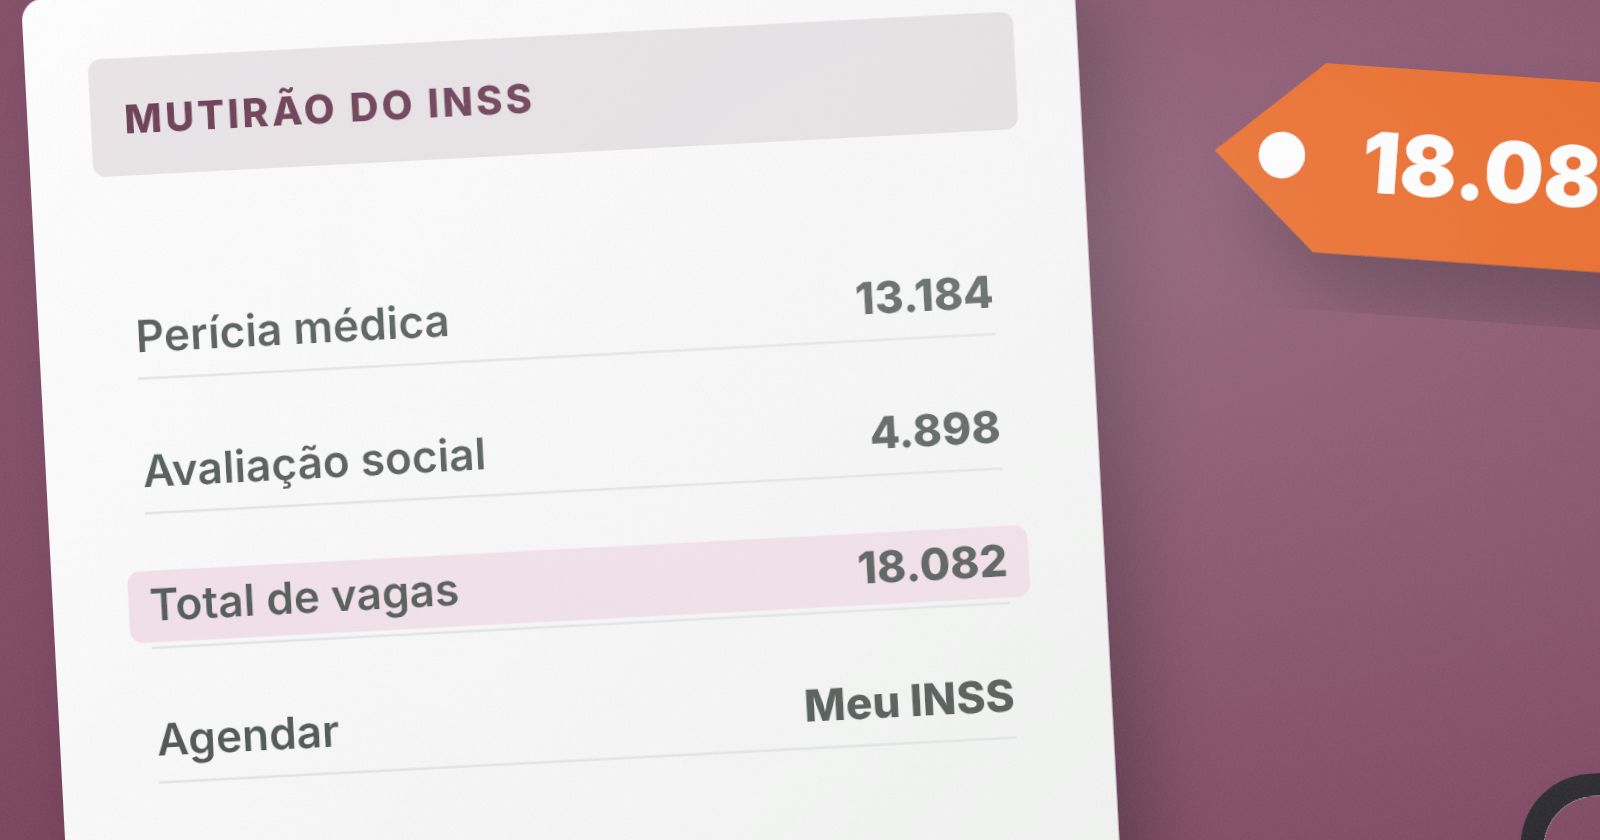 MUTIRÃO DO INSS
Perícia médica 13.184
Avaliação social 4.898
Total de vagas 18.082
Agendar Meu INSS
18.08